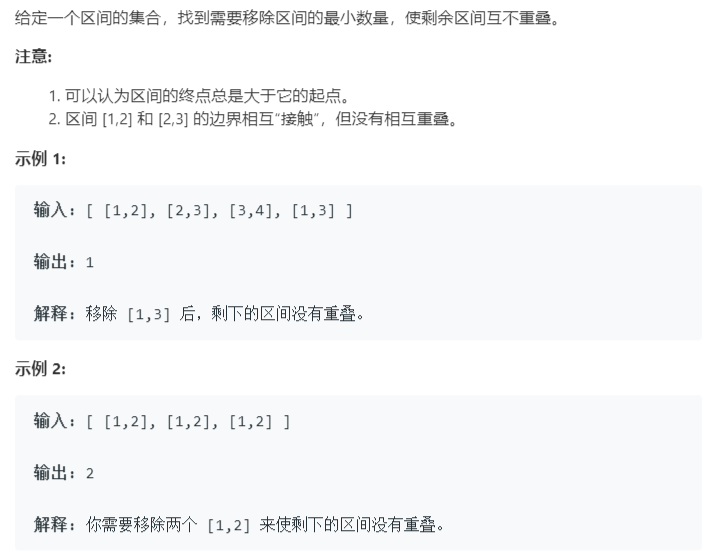 给定一个区间的集合，找到需要移除区间的最小数量，使剩余区间互不重叠。
注意:
1. 可以认为区间的终点总是大于它的起点。
2. 区间 [1,2] 和 [2,3] 的边界相互“接触”，但没有相互重叠。
示例 1:
输入: [ [1,2], [2,3], [3,4], [1,3] ]
输出: 1
解释: 移除 [1,3] 后，剩下的区间没有重叠。
示例 2:
输入: [ [1,2], [1,2], [1,2] ]
输出: 2
解释: 你需要移除两个 [1,2] 来使剩下的区间没有重叠。